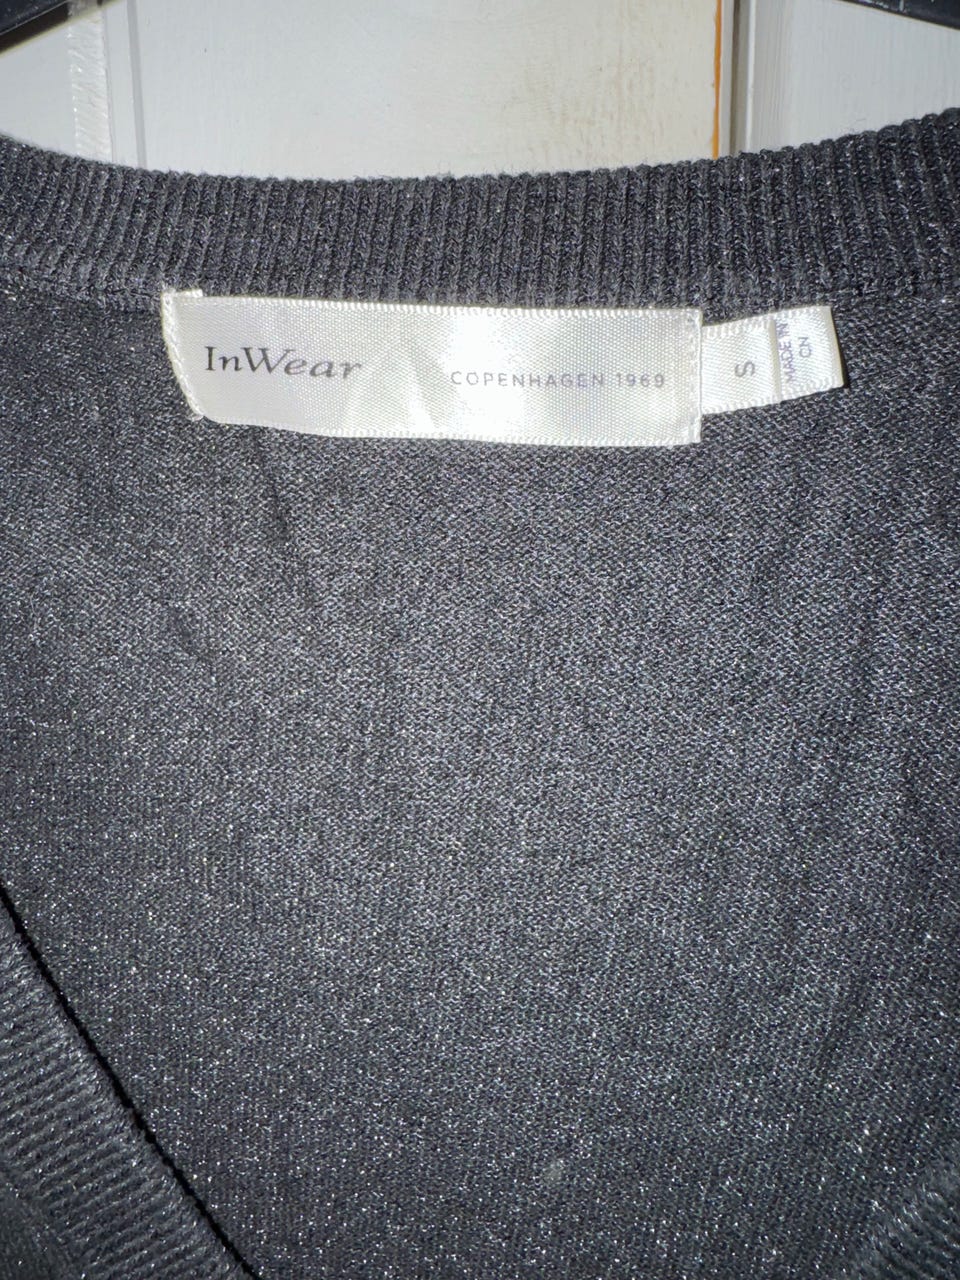 InWear
COPENHAGEN 1969
S
MADE IN
CN